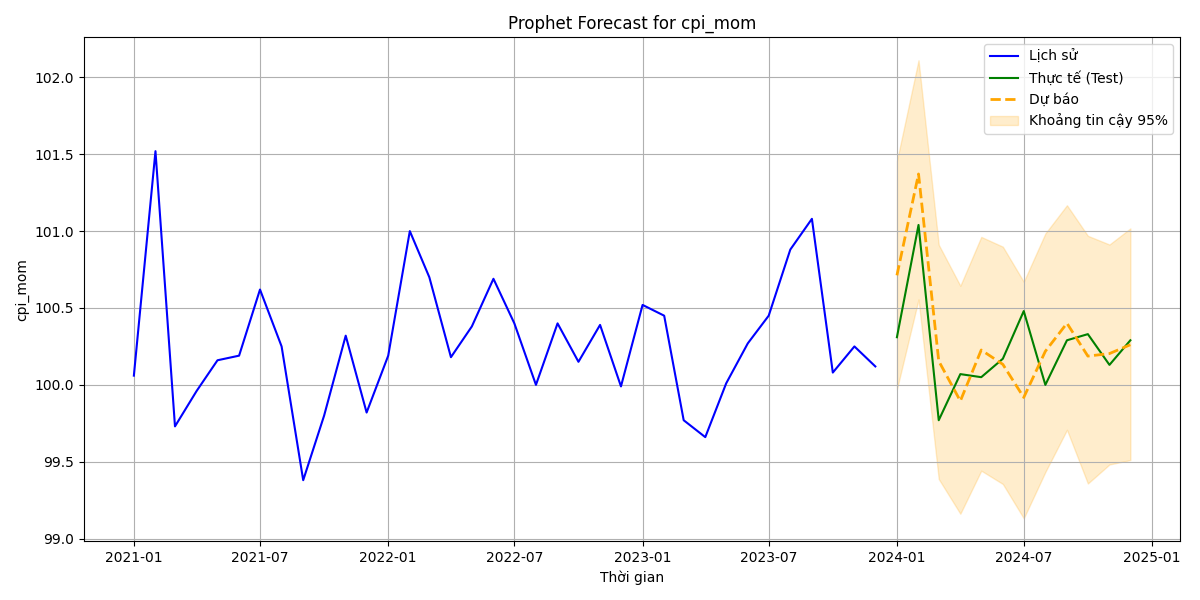 Prophet Forecast for cpi_mom
Lịch sử
Thực tế (Test)
Dự báo
Khoảng tin cậy 95%
cpi_mom
102.0
101.5
101.0
100.5
100.0
99.5
99.0
2021-01
2021-07
2022-01
2022-07
2023-01
2023-07
2024-01
2024-07
2025-01
Thời gian